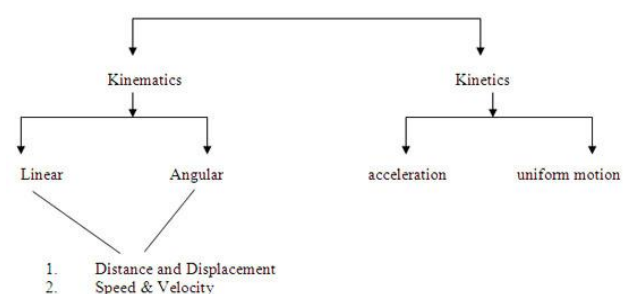 Kinematics Kinetics
Linear Angular acceleration uniform motion
1. Distance and Displacement
2. Speed & Velocity